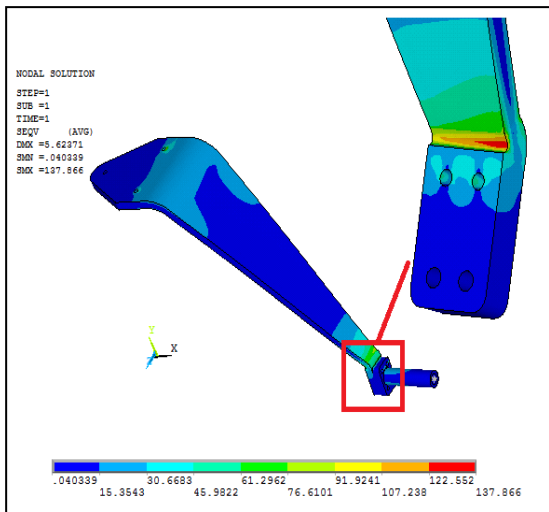 NODAL SOLUTION
STEP=1
SUB =1
TIME=1
SEQV     (AVG)
DMX =5.62371
SMN =.040339
SMX =137.866
Y
X
.040339 30.6683 61.2962 91.9241 122.552
15.3543 45.9822 76.6101 107.238 137.866